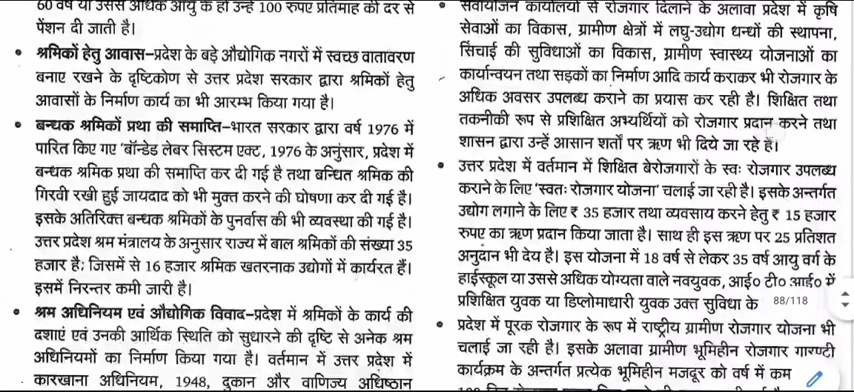 60 वर्ष या उससे अधिक आयु के हों उन्हें 100 रुपए प्रतिमाह की दर से
पेंशन दी जाती है।
श्रमिकों हेतु आवास–प्रदेश के बड़े औद्योगिक नगरों में स्वच्छ वातावरण
बनाए रखने के दृष्टिकोण से उत्तर प्रदेश सरकार द्वारा श्रमिकों हेतु
आवासों के निर्माण कार्य का भी आरम्भ किया गया है।
बन्धक श्रमिकों प्रथा की समाप्ति–भारत सरकार द्वारा वर्ष 1976 में
पारित किए गए 'बॉन्डेड लेबर सिस्टम एक्ट, 1976 के अनुसार, प्रदेश में
बन्धक श्रमिक प्रथा की समाप्ति कर दी गई है तथा बन्धित श्रमिक की
गिरवी रखी हुई जायदाद को भी मुक्त करने की घोषणा कर दी गई है।
इसके अतिरिक्त बन्धक श्रमिकों के पुनर्वास की भी व्यवस्था की गई है।
उत्तर प्रदेश श्रम मंत्रालय के अनुसार राज्य में बाल श्रमिकों की संख्या 35
हजार है; जिसमें से 16 हजार श्रमिक खतरनाक उद्योगों में कार्यरत हैं।
इसमें निरन्तर कमी जारी है।
श्रम अधिनियम एवं औद्योगिक विवाद–प्रदेश में श्रमिकों के कार्य की
दशाएं एवं उनकी आर्थिक स्थिति को सुधारने की दृष्टि से अनेक श्रम
अधिनियमों का निर्माण किया गया है। वर्तमान में उत्तर प्रदेश में
कारखाना अधिनियम, 1948, दुकान और वाणिज्य अधिष्ठान
सेवायोजन कार्यालयों से रोजगार दिलाने के अलावा प्रदेश में कृषि
सेवाओं का विकास, ग्रामीण क्षेत्रों में लघु-उद्योग धन्धों की स्थापना,
सिंचाई की सुविधाओं का विकास, ग्रामीण स्वास्थ्य योजनाओं का
कार्यान्वयन तथा सड़कों का निर्माण आदि कार्य कराकर भी रोजगार के
अधिक अवसर उपलब्ध कराने का प्रयास कर रही है। शिक्षित तथा
तकनीकी रूप से प्रशिक्षित अभ्यर्थियों को रोजगार प्रदान करने तथा
शासन द्वारा उन्हें आसान शर्तों पर ऋण भी दिये जा रहे हैं।
उत्तर प्रदेश में वर्तमान में शिक्षित बेरोजगारों के स्वः रोजगार उपलब्ध
कराने के लिए 'स्वतः रोजगार योजना' चलाई जा रही है। इसके अन्तर्गत
उद्योग लगाने के लिए ₹ 35 हजार तथा व्यवसाय करने हेतु ₹ 15 हजार
रुपए का ऋण प्रदान किया जाता है। साथ ही इस ऋण पर 25 प्रतिशत
अनुदान भी देय है। इस योजना में 18 वर्ष से लेकर 35 वर्ष आयु वर्ग के
हाईस्कूल या उससे अधिक योग्यता वाले नवयुवक, आई० टी० आई० में
प्रशिक्षित युवक या डिप्लोमाधारी युवक उक्त सुविधा के 88/118
प्रदेश में पूरक रोजगार के रूप में राष्ट्रीय ग्रामीण रोजगार योजना भी
चलाई जा रही है। इसके अलावा ग्रामीण भूमिहीन रोजगार गारण्टी
कार्यक्रम के अन्तर्गत प्रत्येक भूमिहीन मजदूर को वर्ष में कम